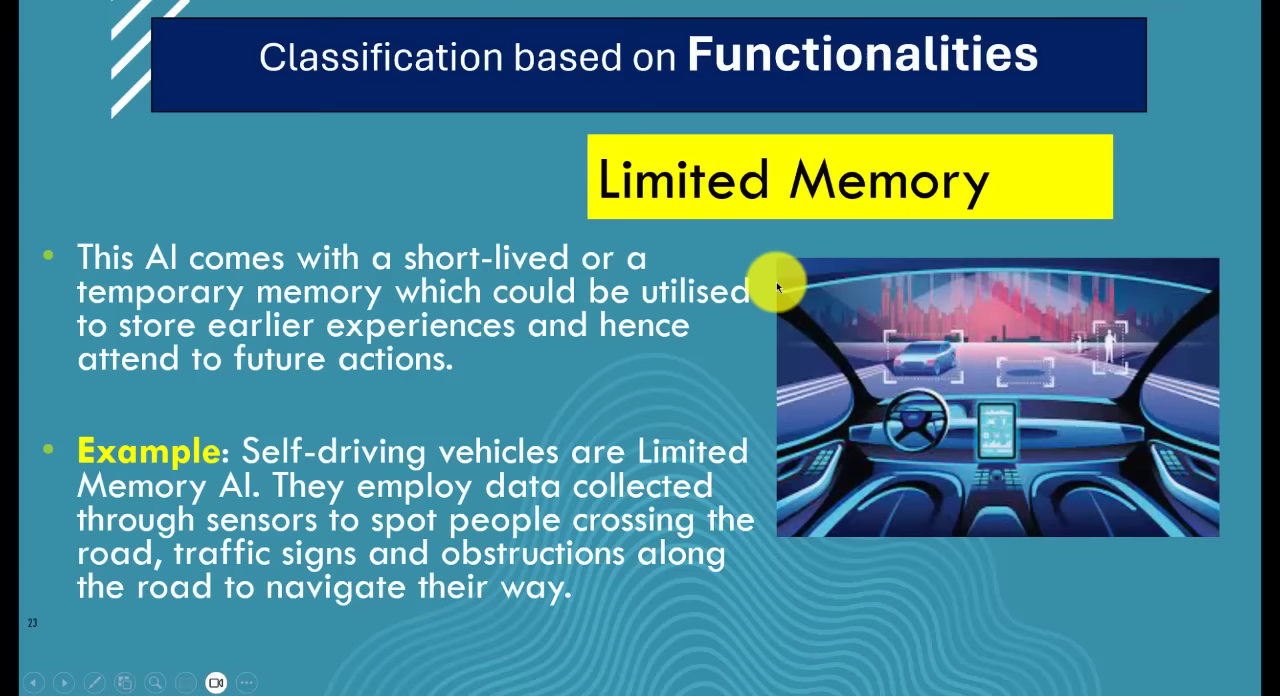 Classification based on Functionalities
Limited Memory
• This AI comes with a short-lived or a
temporary memory which could be utilised
to store earlier experiences and hence
attend to future actions.
• Example: Self-driving vehicles are Limited
Memory AI. They employ data collected
through sensors to spot people crossing the
road, traffic signs and obstructions along
the road to navigate their way.
23